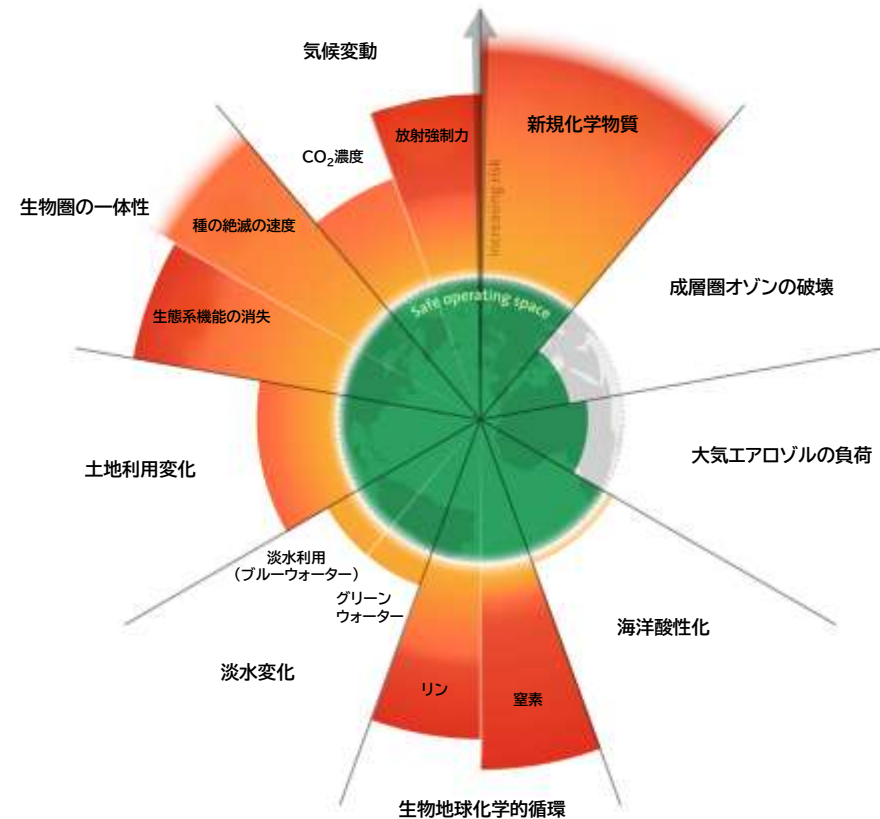 気候変動
新規化学物質
放射強制力
CO₂濃度
increasing risk
生物圏の一体性
種の絶滅の速度
成層圏オゾンの破壊
Safe operating space
生態系機能の消失
土地利用変化
大気エアロゾルの負荷
淡水利用
(ブルーウォーター)
グリーン
ウォーター
海洋酸性化
淡水変化
リン
窒素
生物地球化学的循環